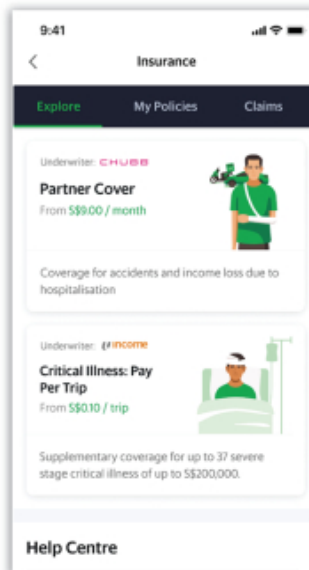 9:41
Insurance
Explore My Policies Claims
Underwriter: CHUBB
Partner Cover
From S$9.00 / month
Coverage for accidents and income loss due to
hospitalisation
Underwriter: income
Critical Illness: Pay
Per Trip
From S$0.10 / trip
Supplementary coverage for up to 37 severe
stage critical illness of up to S$200,000.
Help Centre